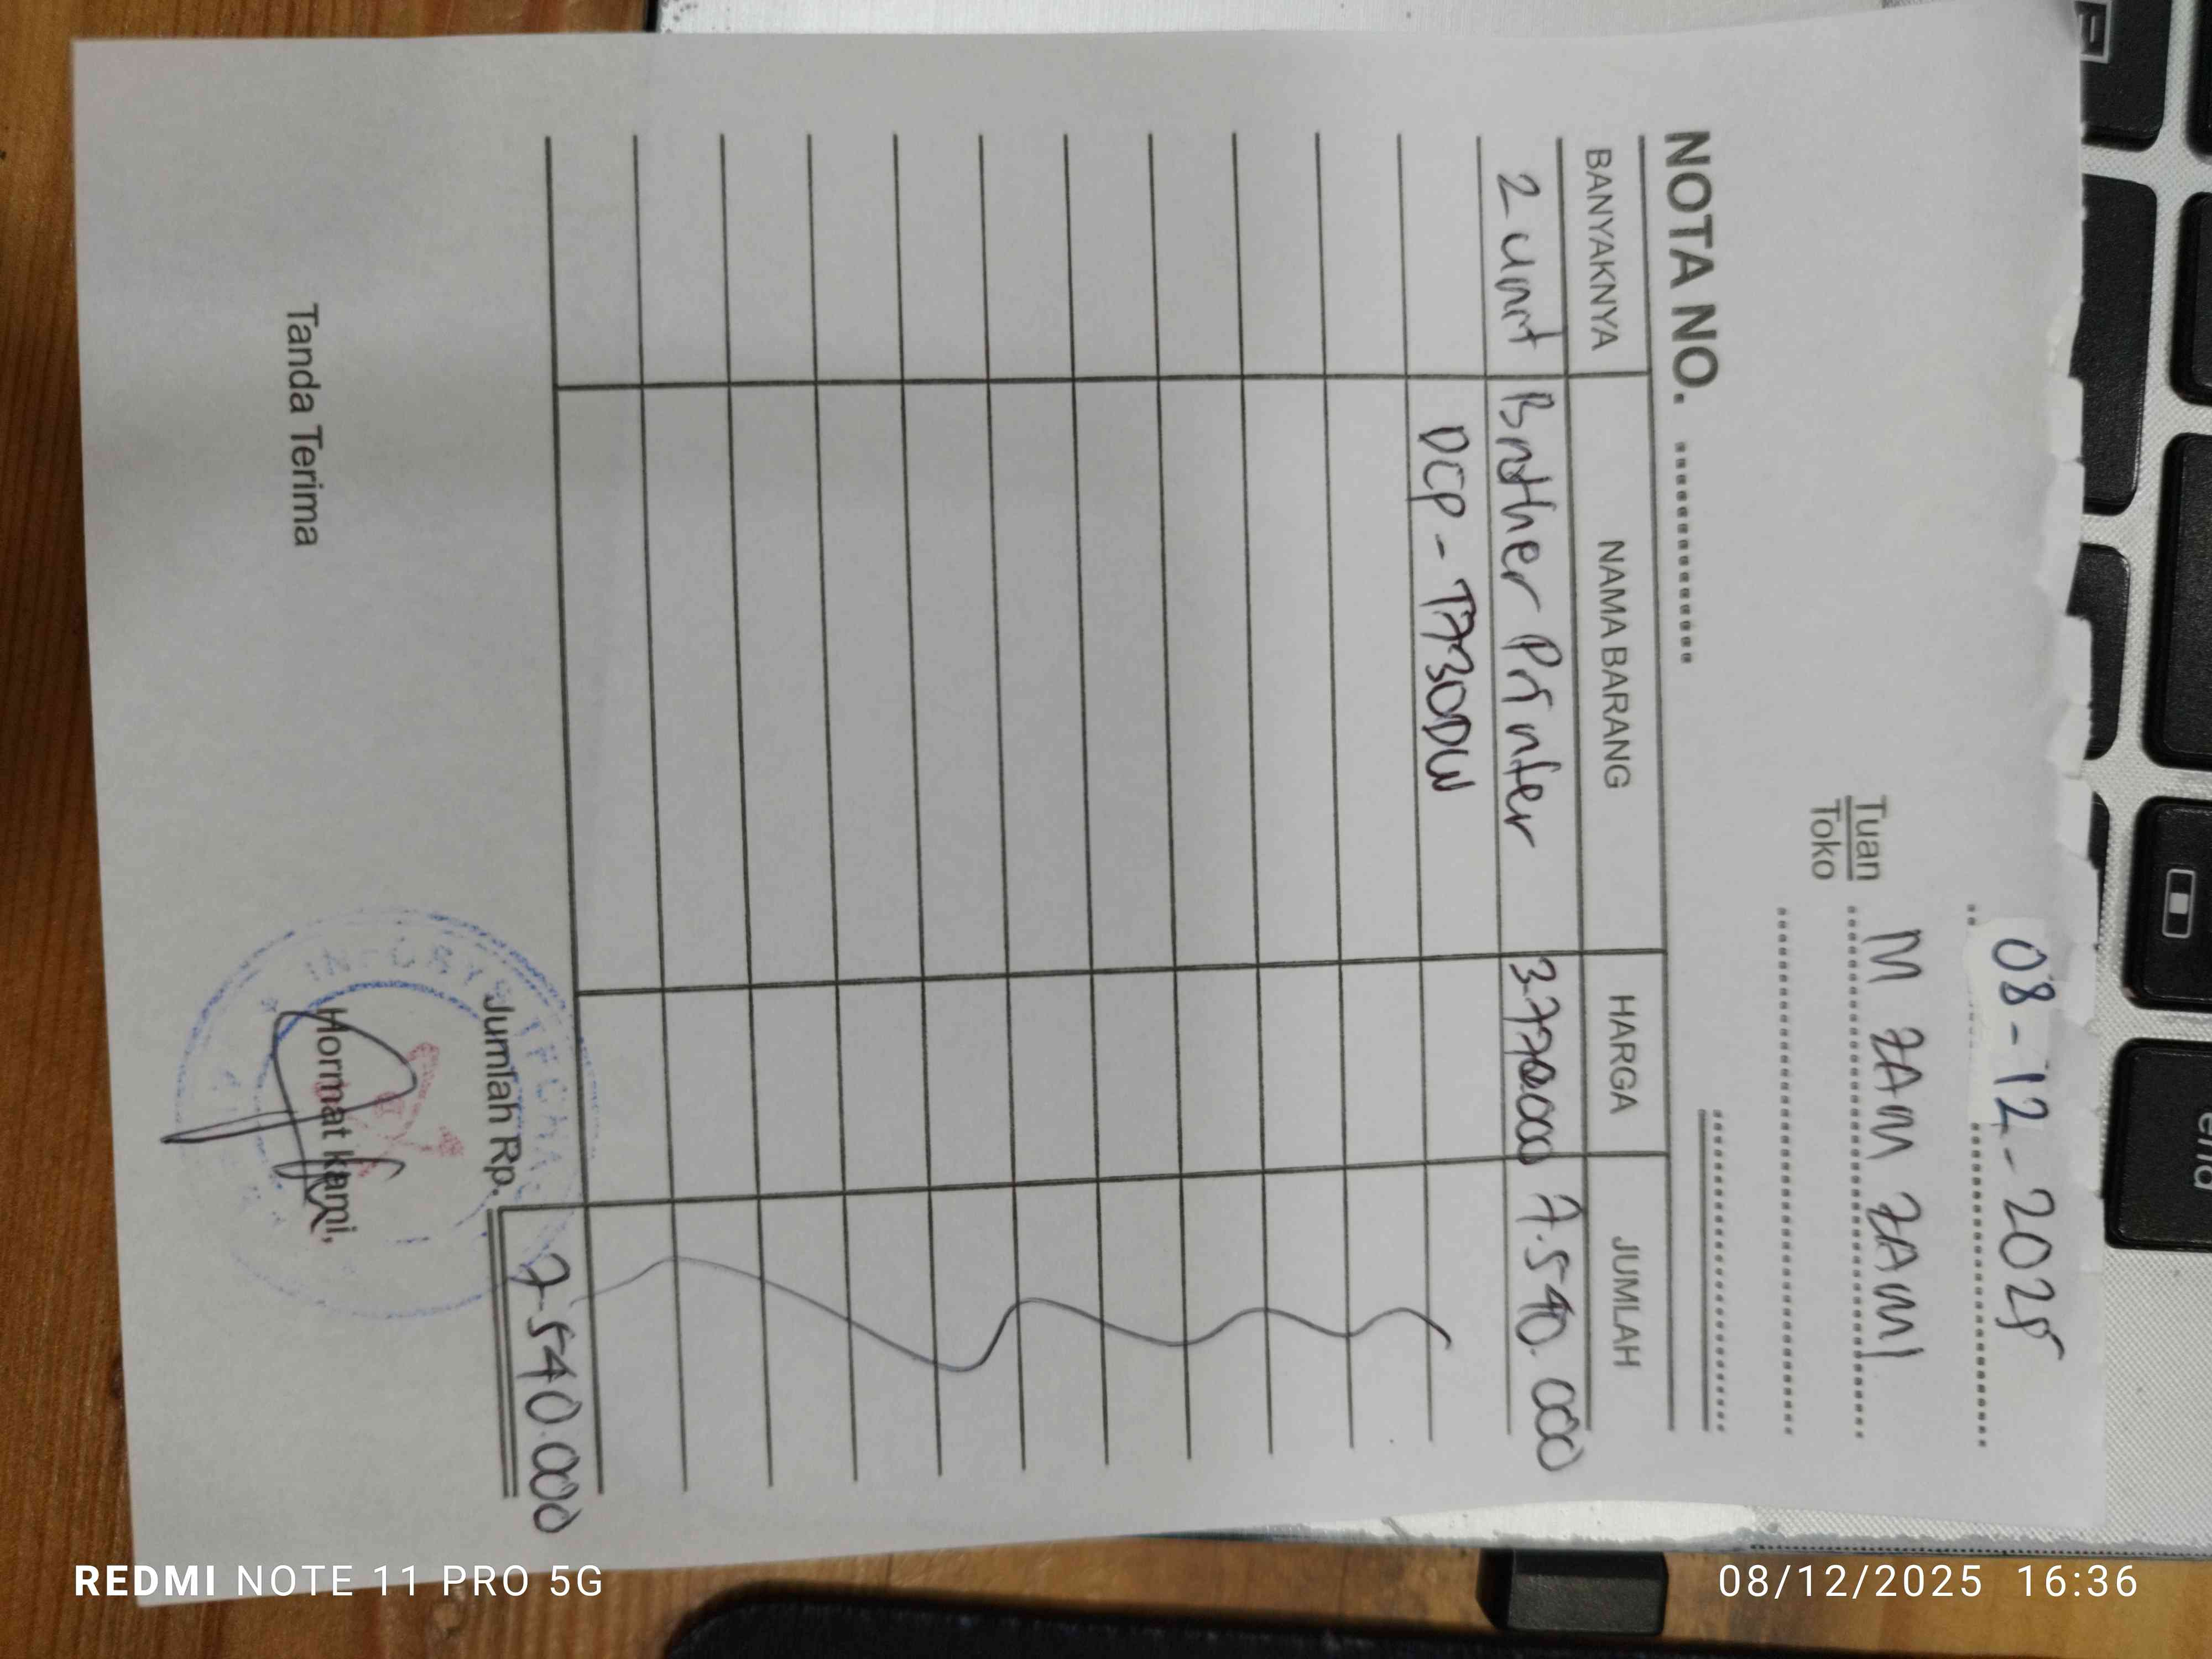 08-12-2025
Tuan M ZAM ZAMI
Toko
NOTA NO.
BANYAKNYA NAMA BARANG HARGA JUMLAH
2 unit Brother Printer 3.770.000 7.540.000
DCP-T730DW
Jumlah Rp. 7.540.000
Tanda Terima Hormat kami,
REDMI NOTE 11 PRO 5G 08/12/2025 16:36
end